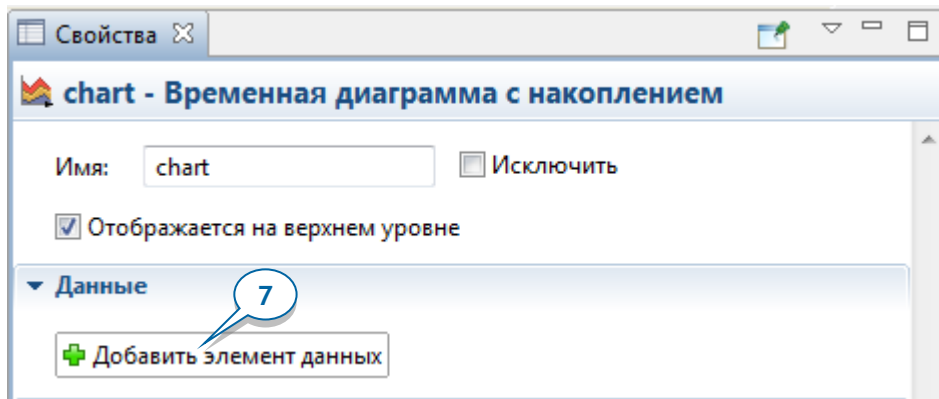 Свойства
chart - Временная диаграмма с накоплением
Имя: chart Исключить
Отображается на верхнем уровне
Данные
7
Добавить элемент данных